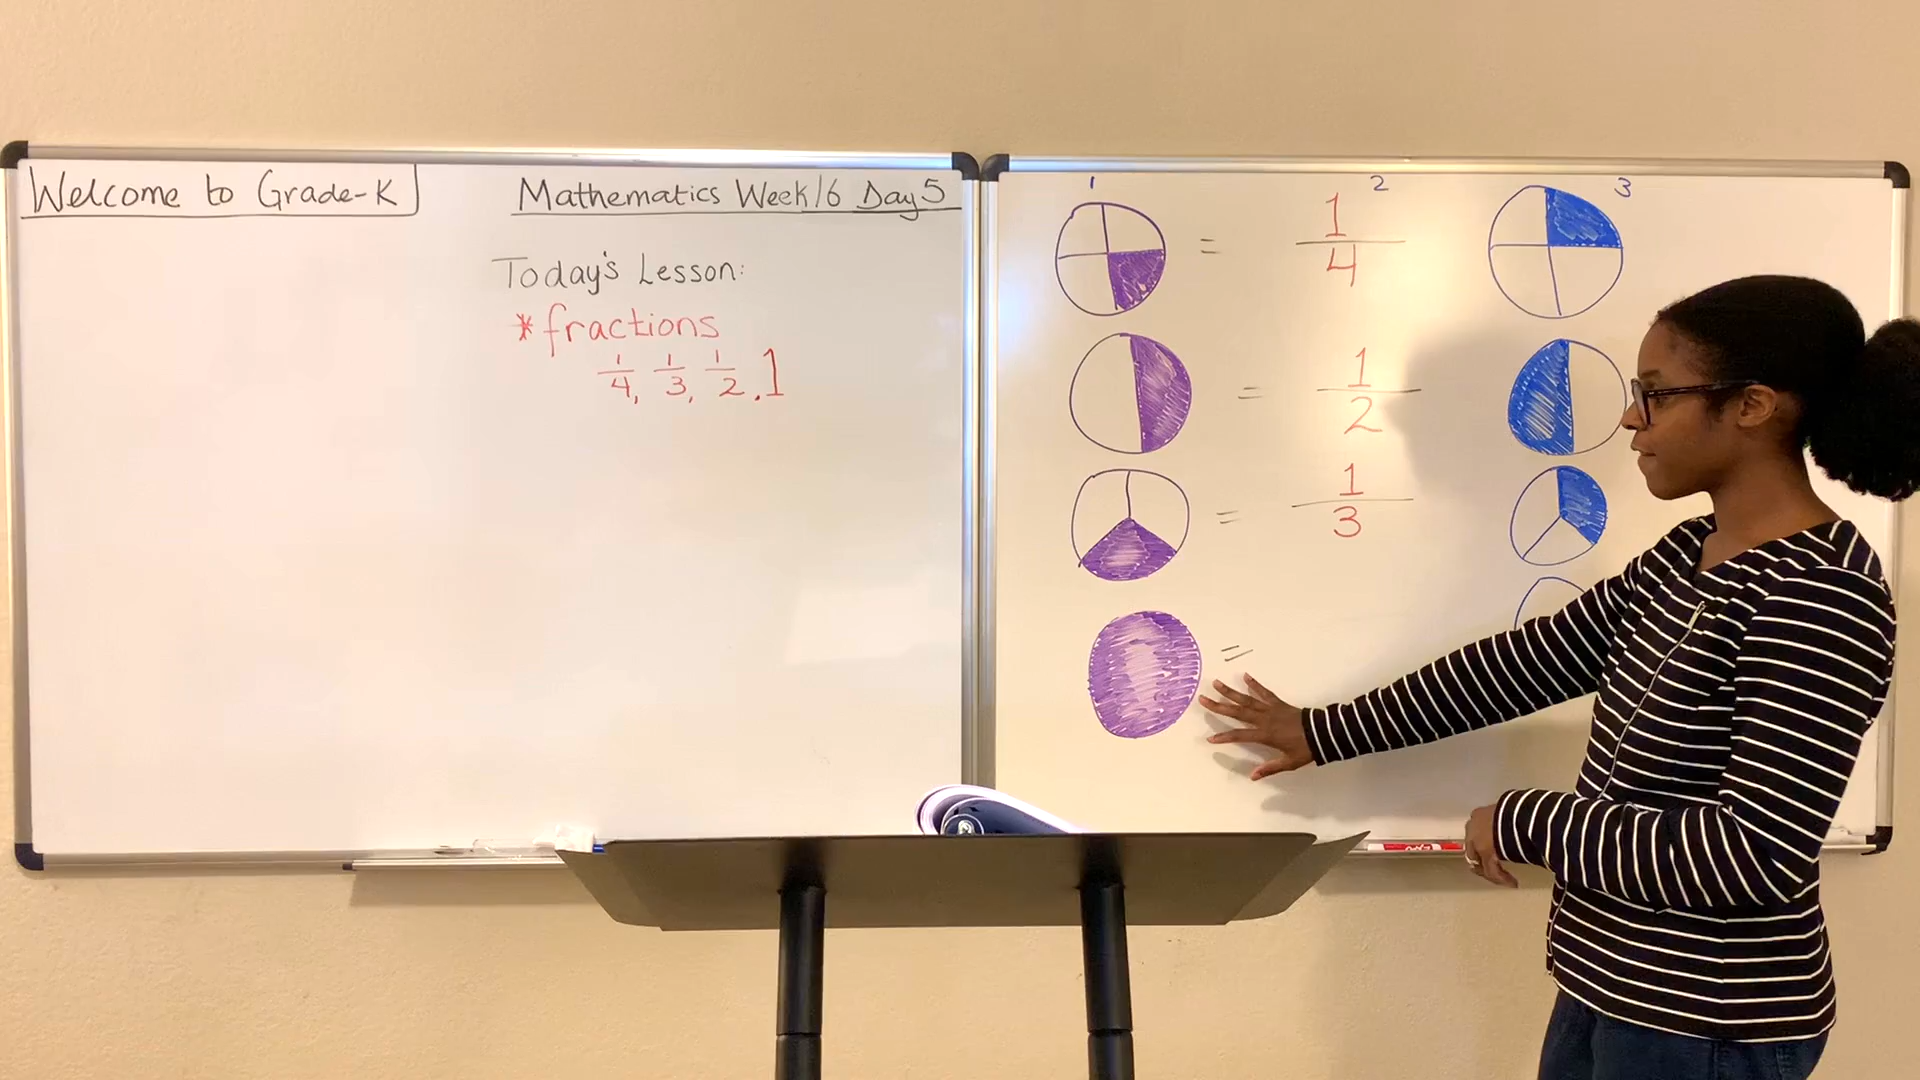 Welcome to Grade-K
Mathematics Week 16 Day 5
Today's Lesson:
*fractions
1/4, 1/3, 1/2, 1
1 2 3
= 1/4
= 1/2
= 1/3
=